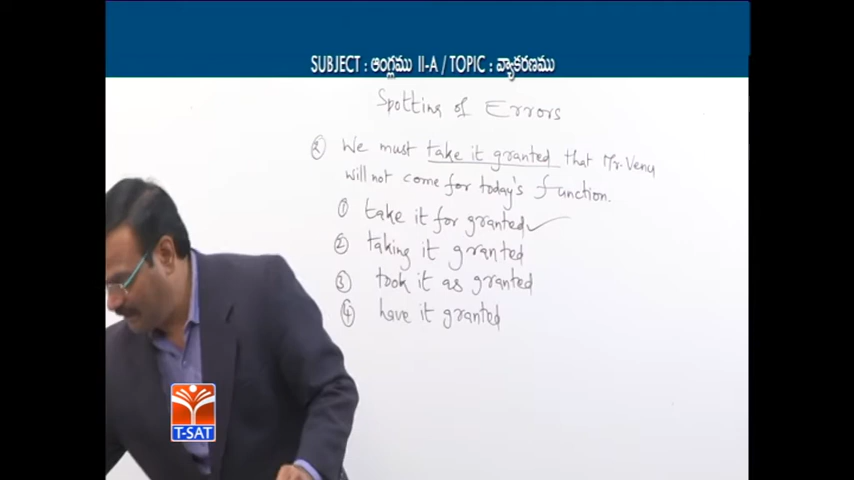 SUBJECT : ఆంగ్లము II-A / TOPIC : వ్యాకరణము
Spotting of Errors
② We must take it granted that Mr. Venu
will not come for today's function.
① take it for granted ✓
② taking it granted
③ took it as granted
④ have it granted
T-SAT